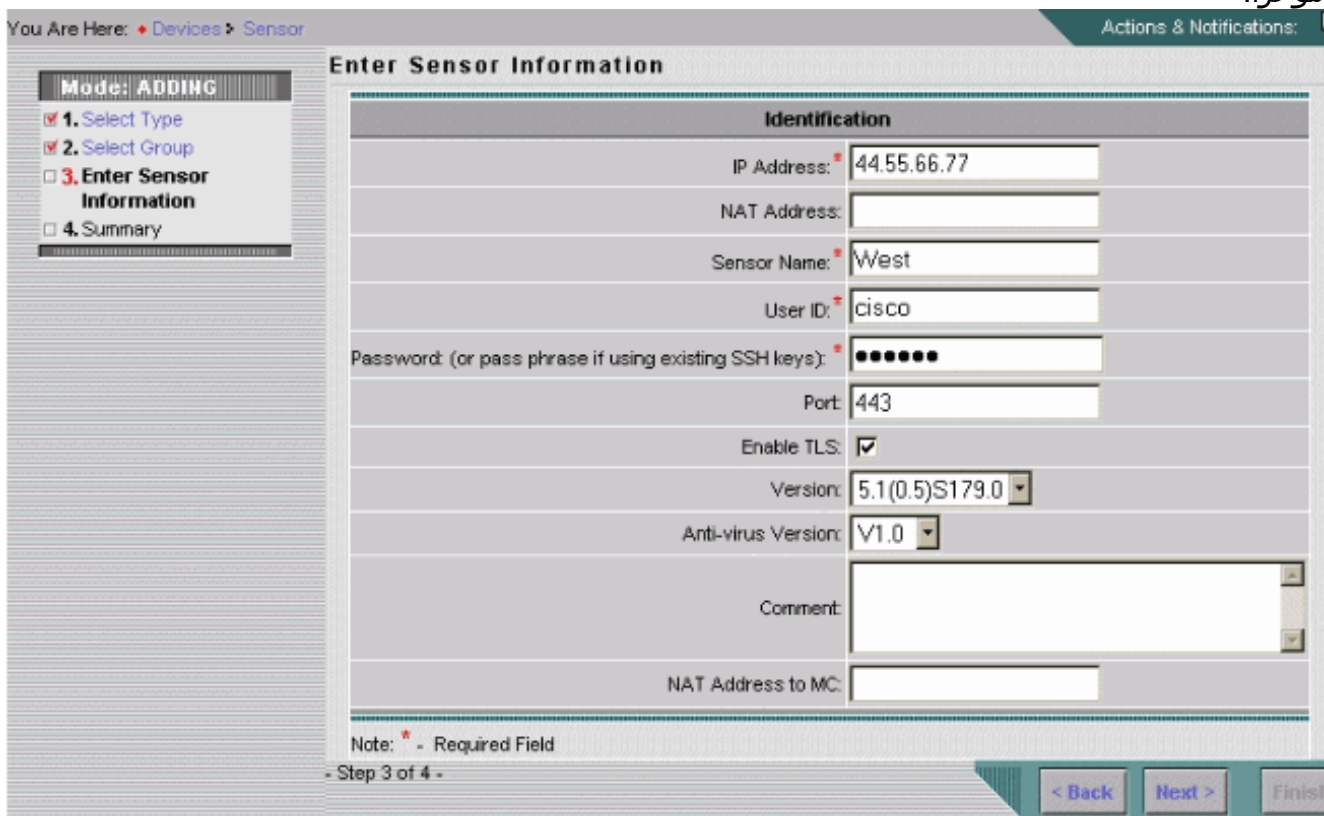 You Are Here: • Devices > Sensor
Actions & Notifications:
Mode: ADDING
1. Select Type
2. Select Group
3. Enter Sensor
Information
4. Summary
Enter Sensor Information
Identification
IP Address:* 44.55.66.77
NAT Address:
Sensor Name:* West
User ID:* cisco
Password: (or pass phrase if using existing SSH keys): * ●●●●●●
Port: 443
Enable TLS:
Version: 5.1(0.5)S179.0
Anti-virus Version: V1.0
Comment:
NAT Address to MC:
Note: * - Required Field
- Step 3 of 4 -
< Back
Next >